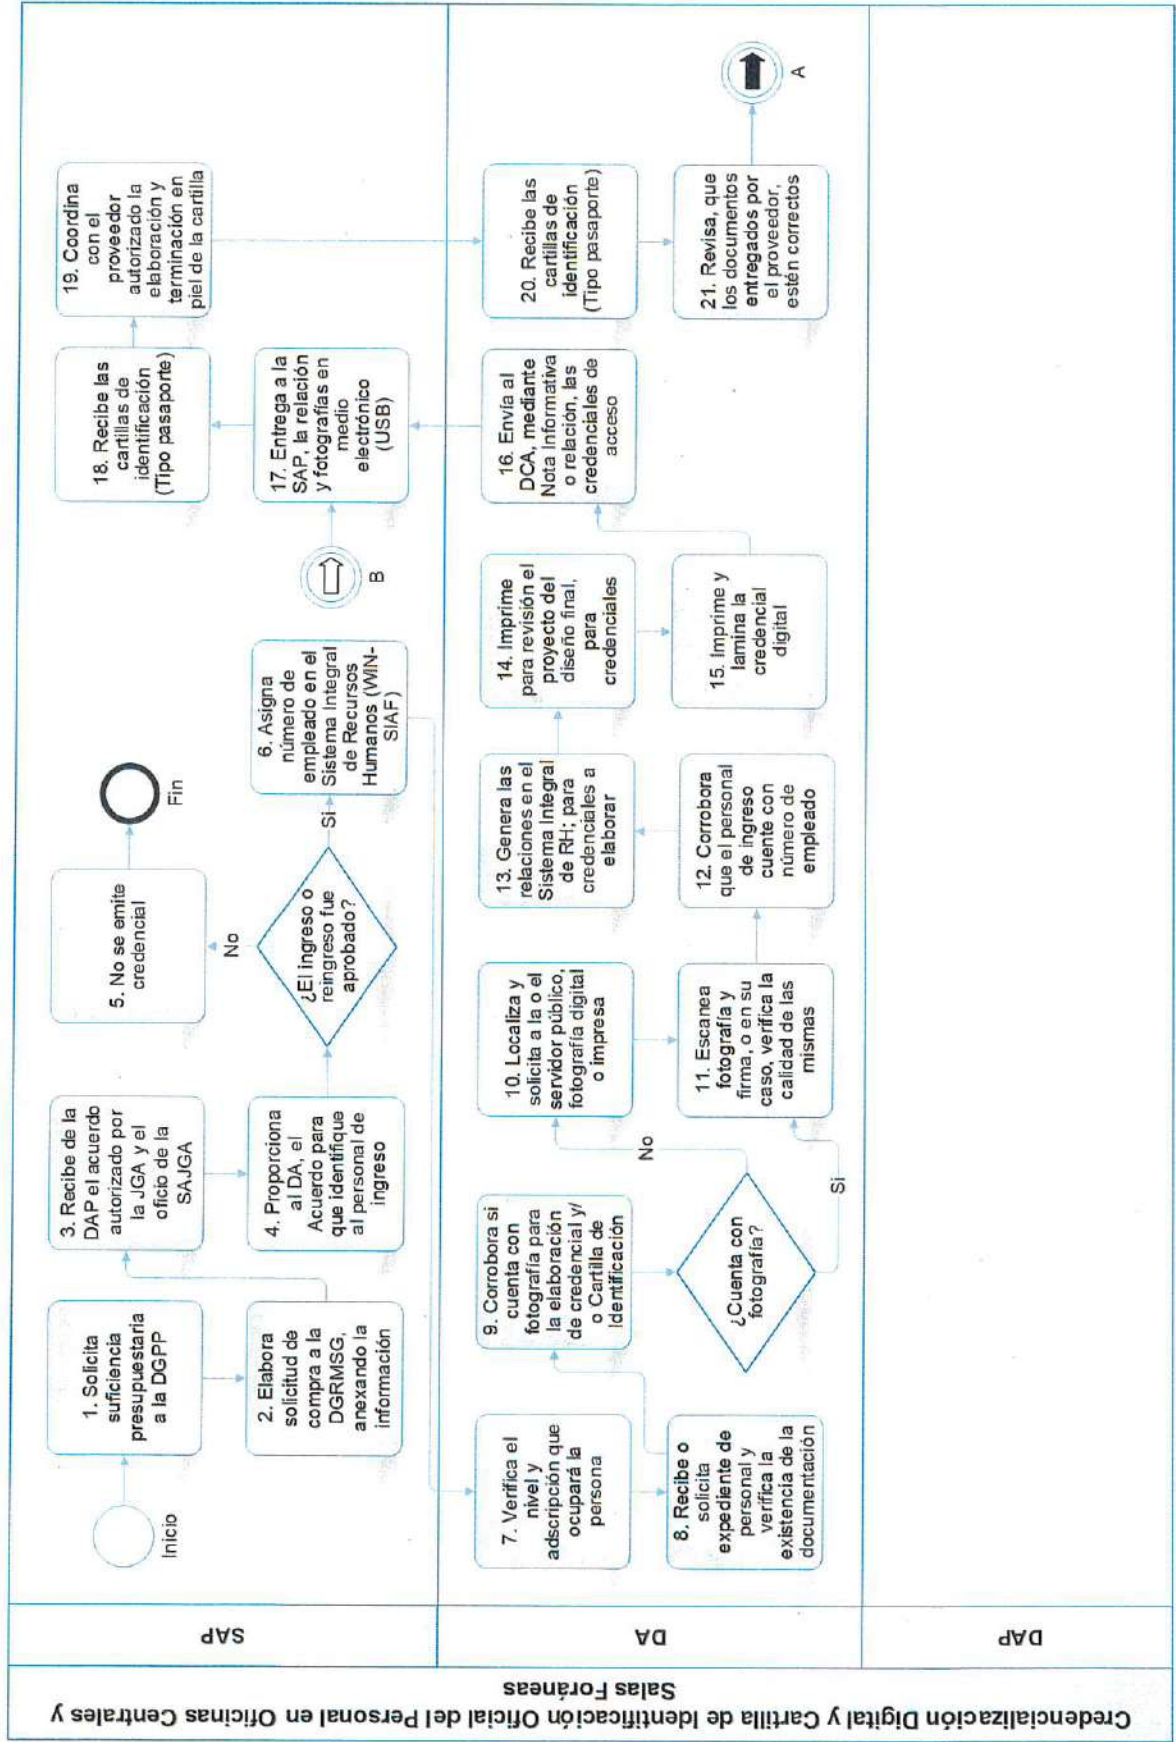 Credencialización Digital y Cartilla de Identificación Oficial del Personal en Oficinas Centrales y
Salas Foráneas
SAP
Inicio
1. Solicita
suficiencia
presupuestaria
a la DGPP
2. Elabora
solicitud de
compra a la
DGRMSG,
anexando la
información
3. Recibe de la
DAP el acuerdo
autorizado por
la JGA y el
oficio de la
SAJGA
4. Proporciona
al DA, el
Acuerdo para
que identifique
al personal de
ingreso
¿El ingreso o
reingreso fue
aprobado?
No
Si
5. No se emite
credencial
Fin
6. Asigna
número de
empleado en el
Sistema Integral
de Recursos
Humanos (WIN-
SIAF)
B
17. Entrega a la
SAP, la relación
y fotografías en
medio
electrónico
(USB)
18. Recibe las
cartillas de
identificación
(Tipo pasaporte)
19. Coordina
con el
proveedor
autorizado la
elaboración y
terminación en
piel de la cartilla
DA
7. Verifica el
nivel y
adscripción que
ocupará la
persona
8. Recibe o
solicita
expediente de
personal y
verifica la
existencia de la
documentación
9. Corrobora si
cuenta con
fotografía para
la elaboración
de credencial y/
o Cartilla de
Identificación
¿Cuenta con
fotografía?
No
Si
10. Localiza y
solicita a la o el
servidor público,
fotografía digital
o impresa
11. Escanea
fotografía y
firma, o en su
caso, verifica la
calidad de las
mismas
12. Corrobora
que el personal
de ingreso
cuente con
número de
empleado
13. Genera las
relaciones en el
Sistema Integral
de RH; para
credenciales a
elaborar
14. Imprime
para revisión el
proyecto del
diseño final,
para
credenciales
15. Imprime y
lamina la
credencial
digital
16. Envía al
DCA, mediante
Nota Informativa
o relación, las
credenciales de
acceso
20. Recibe las
cartillas de
identificación
(Tipo pasaporte)
21. Revisa, que
los documentos
entregados por
el proveedor,
estén correctos
A
DAP